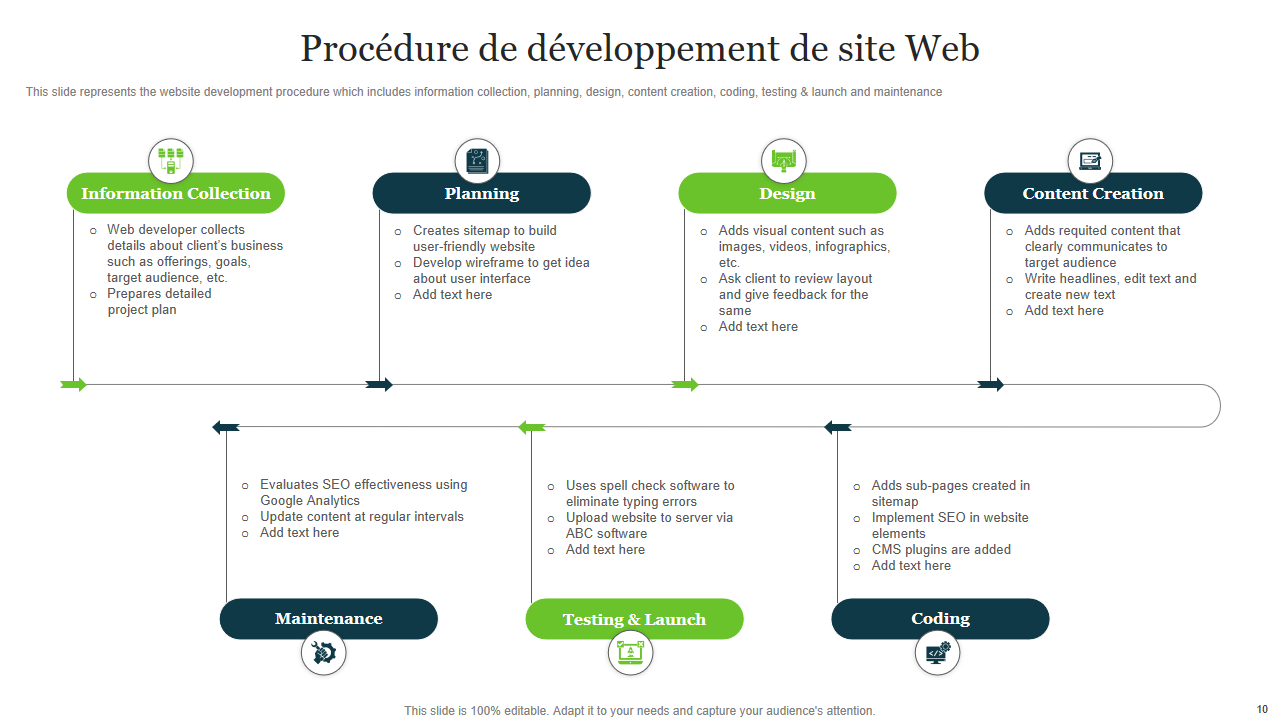 Procédure de développement de site Web
This slide represents the website development procedure which includes information collection, planning, design, content creation, coding, testing & launch and maintenance
Information Collection
o Web developer collects
details about client's business
such as offerings, goals,
target audience, etc.
o Prepares detailed
project plan
Planning
o Creates sitemap to build
user-friendly website
o Develop wireframe to get idea
about user interface
o Add text here
Design
o Adds visual content such as
images, videos, infographics,
etc.
o Ask client to review layout
and give feedback for the
same
o Add text here
Content Creation
o Adds requited content that
clearly communicates to
target audience
o Write headlines, edit text and
create new text
o Add text here
o Evaluates SEO effectiveness using
Google Analytics
o Update content at regular intervals
o Add text here
Maintenance
o Uses spell check software to
eliminate typing errors
o Upload website to server via
ABC software
o Add text here
Testing & Launch
o Adds sub-pages created in
sitemap
o Implement SEO in website
elements
o CMS plugins are added
o Add text here
Coding
This slide is 100% editable. Adapt it to your needs and capture your audience's attention.
10